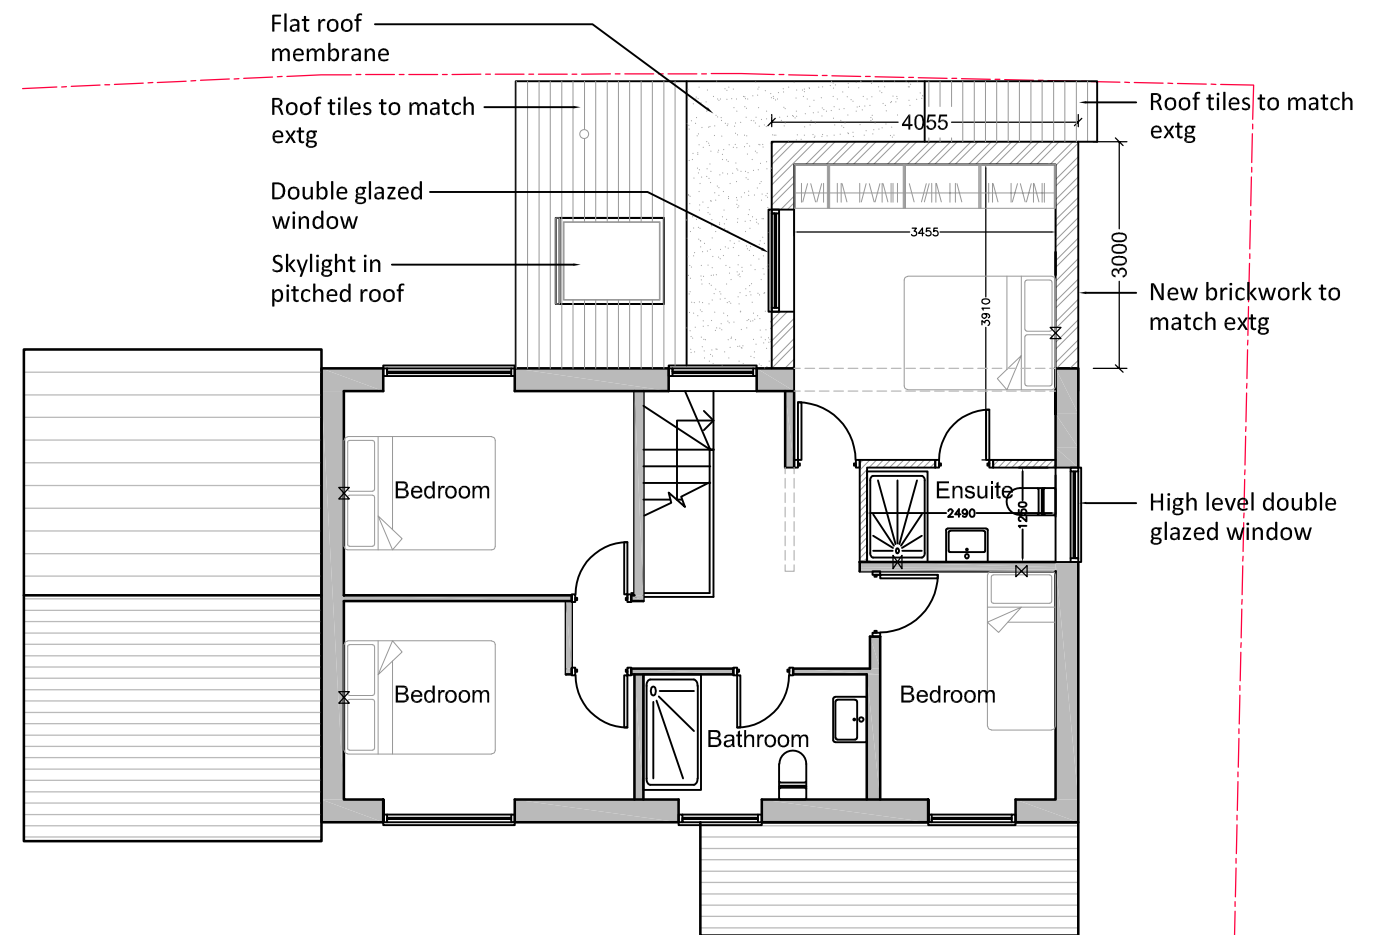 Flat roof
membrane
Roof tiles to match
extg
Roof tiles to match
extg
4055
Double glazed
window
3455
3000
Skylight in
pitched roof
3910
New brickwork to
match extg
Bedroom
Ensuite
2490
1250
High level double
glazed window
Bedroom
Bedroom
Bathroom